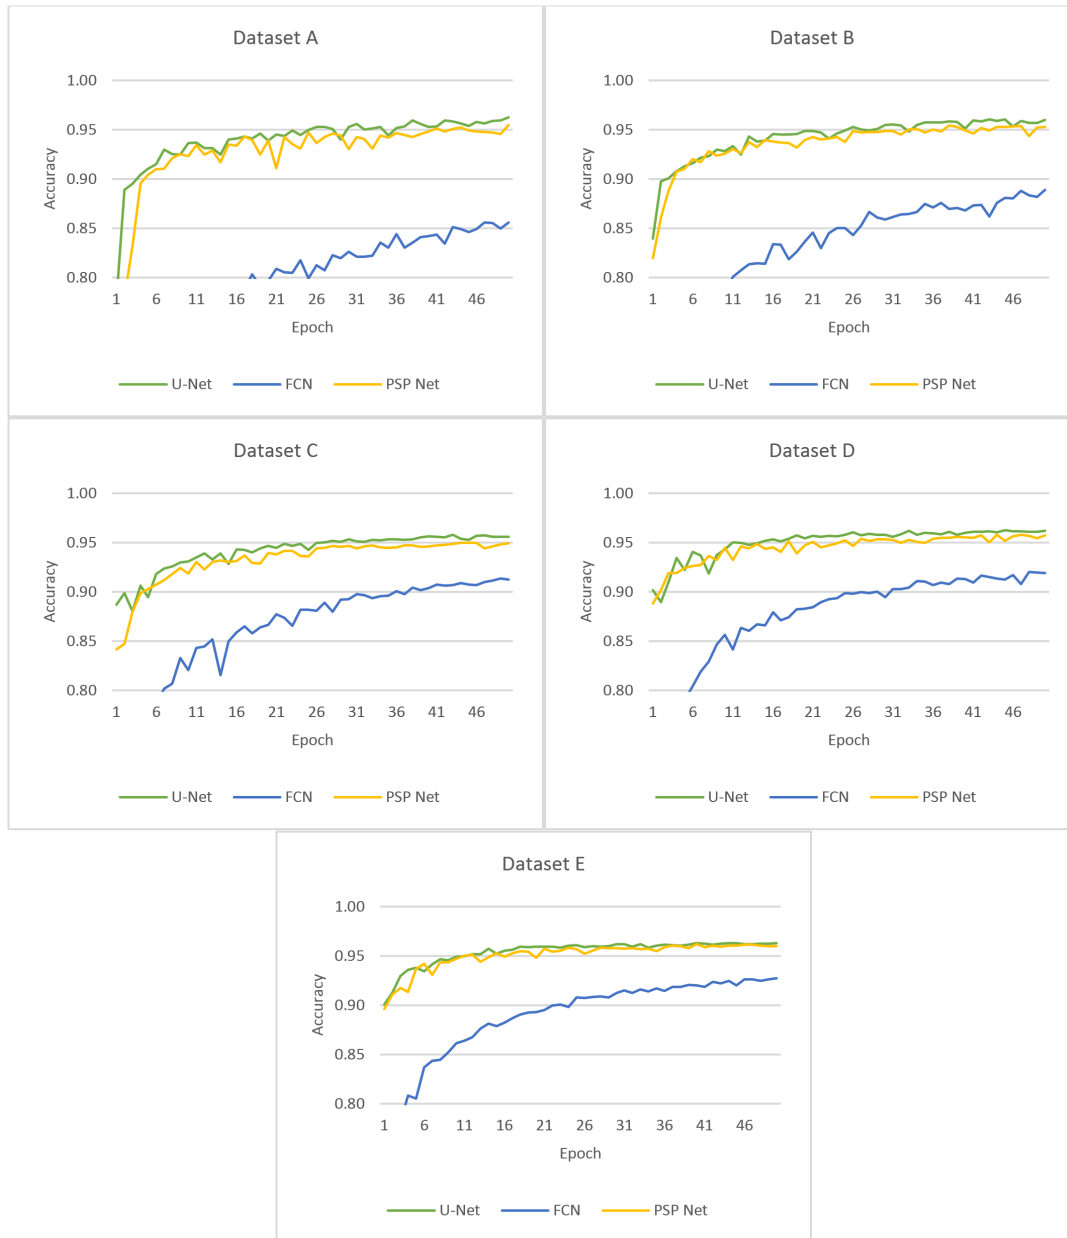 Dataset A
1.00
0.95
0.90
0.85
0.80
Accuracy
1 6 11 16 21 26 31 36 41 46
Epoch
U-Net FCN PSP Net
Dataset B
1.00
0.95
0.90
0.85
0.80
Accuracy
1 6 11 16 21 26 31 36 41 46
Epoch
U-Net FCN PSP Net
Dataset C
1.00
0.95
0.90
0.85
0.80
Accuracy
1 6 11 16 21 26 31 36 41 46
Epoch
U-Net FCN PSP Net
Dataset D
1.00
0.95
0.90
0.85
0.80
Accuracy
1 6 11 16 21 26 31 36 41 46
Epoch
U-Net FCN PSP Net
Dataset E
1.00
0.95
0.90
0.85
0.80
Accuracy
1 6 11 16 21 26 31 36 41 46
Epoch
U-Net FCN PSP Net